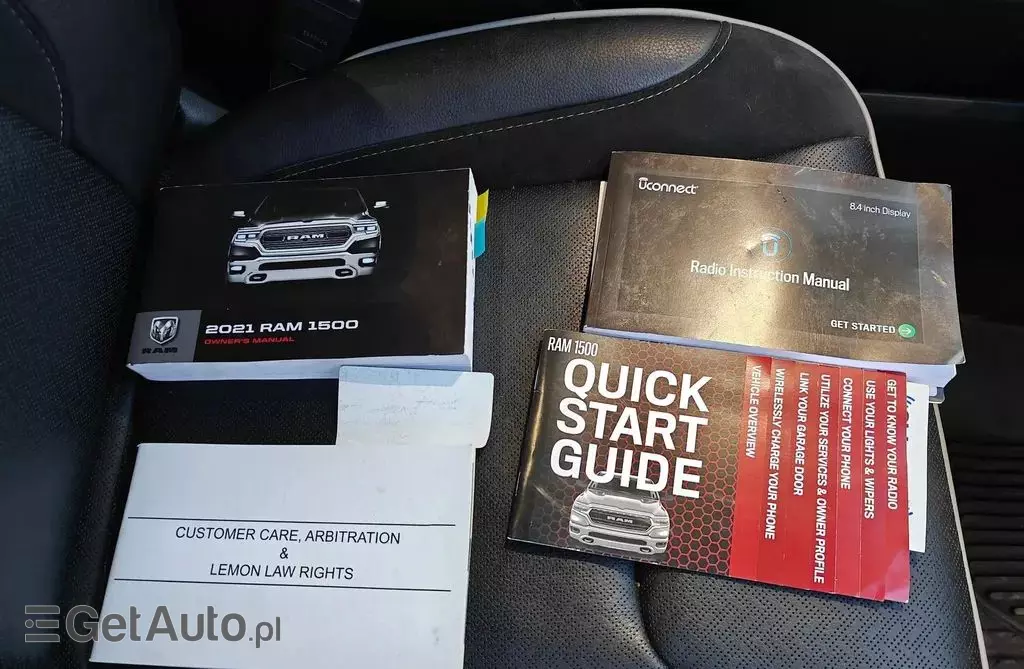 RAM
2021 RAM 1500
OWNER'S MANUAL
RAM
Uconnect
8.4-inch Display
Radio Instruction Manual
GET STARTED
RAM 1500
QUICK
START
GUIDE
RAM
VEHICLE OVERVIEW
WIRELESSLY CHARGE YOUR PHONE
LINK YOUR GARAGE DOOR
UTILIZE YOUR SERVICES & OWNER PROFILE
CONNECT YOUR PHONE
USE YOUR LIGHTS & WIPERS
GET TO KNOW YOUR RADIO
CUSTOMER CARE, ARBITRATION
&
LEMON LAW RIGHTS
GetAuto.pl